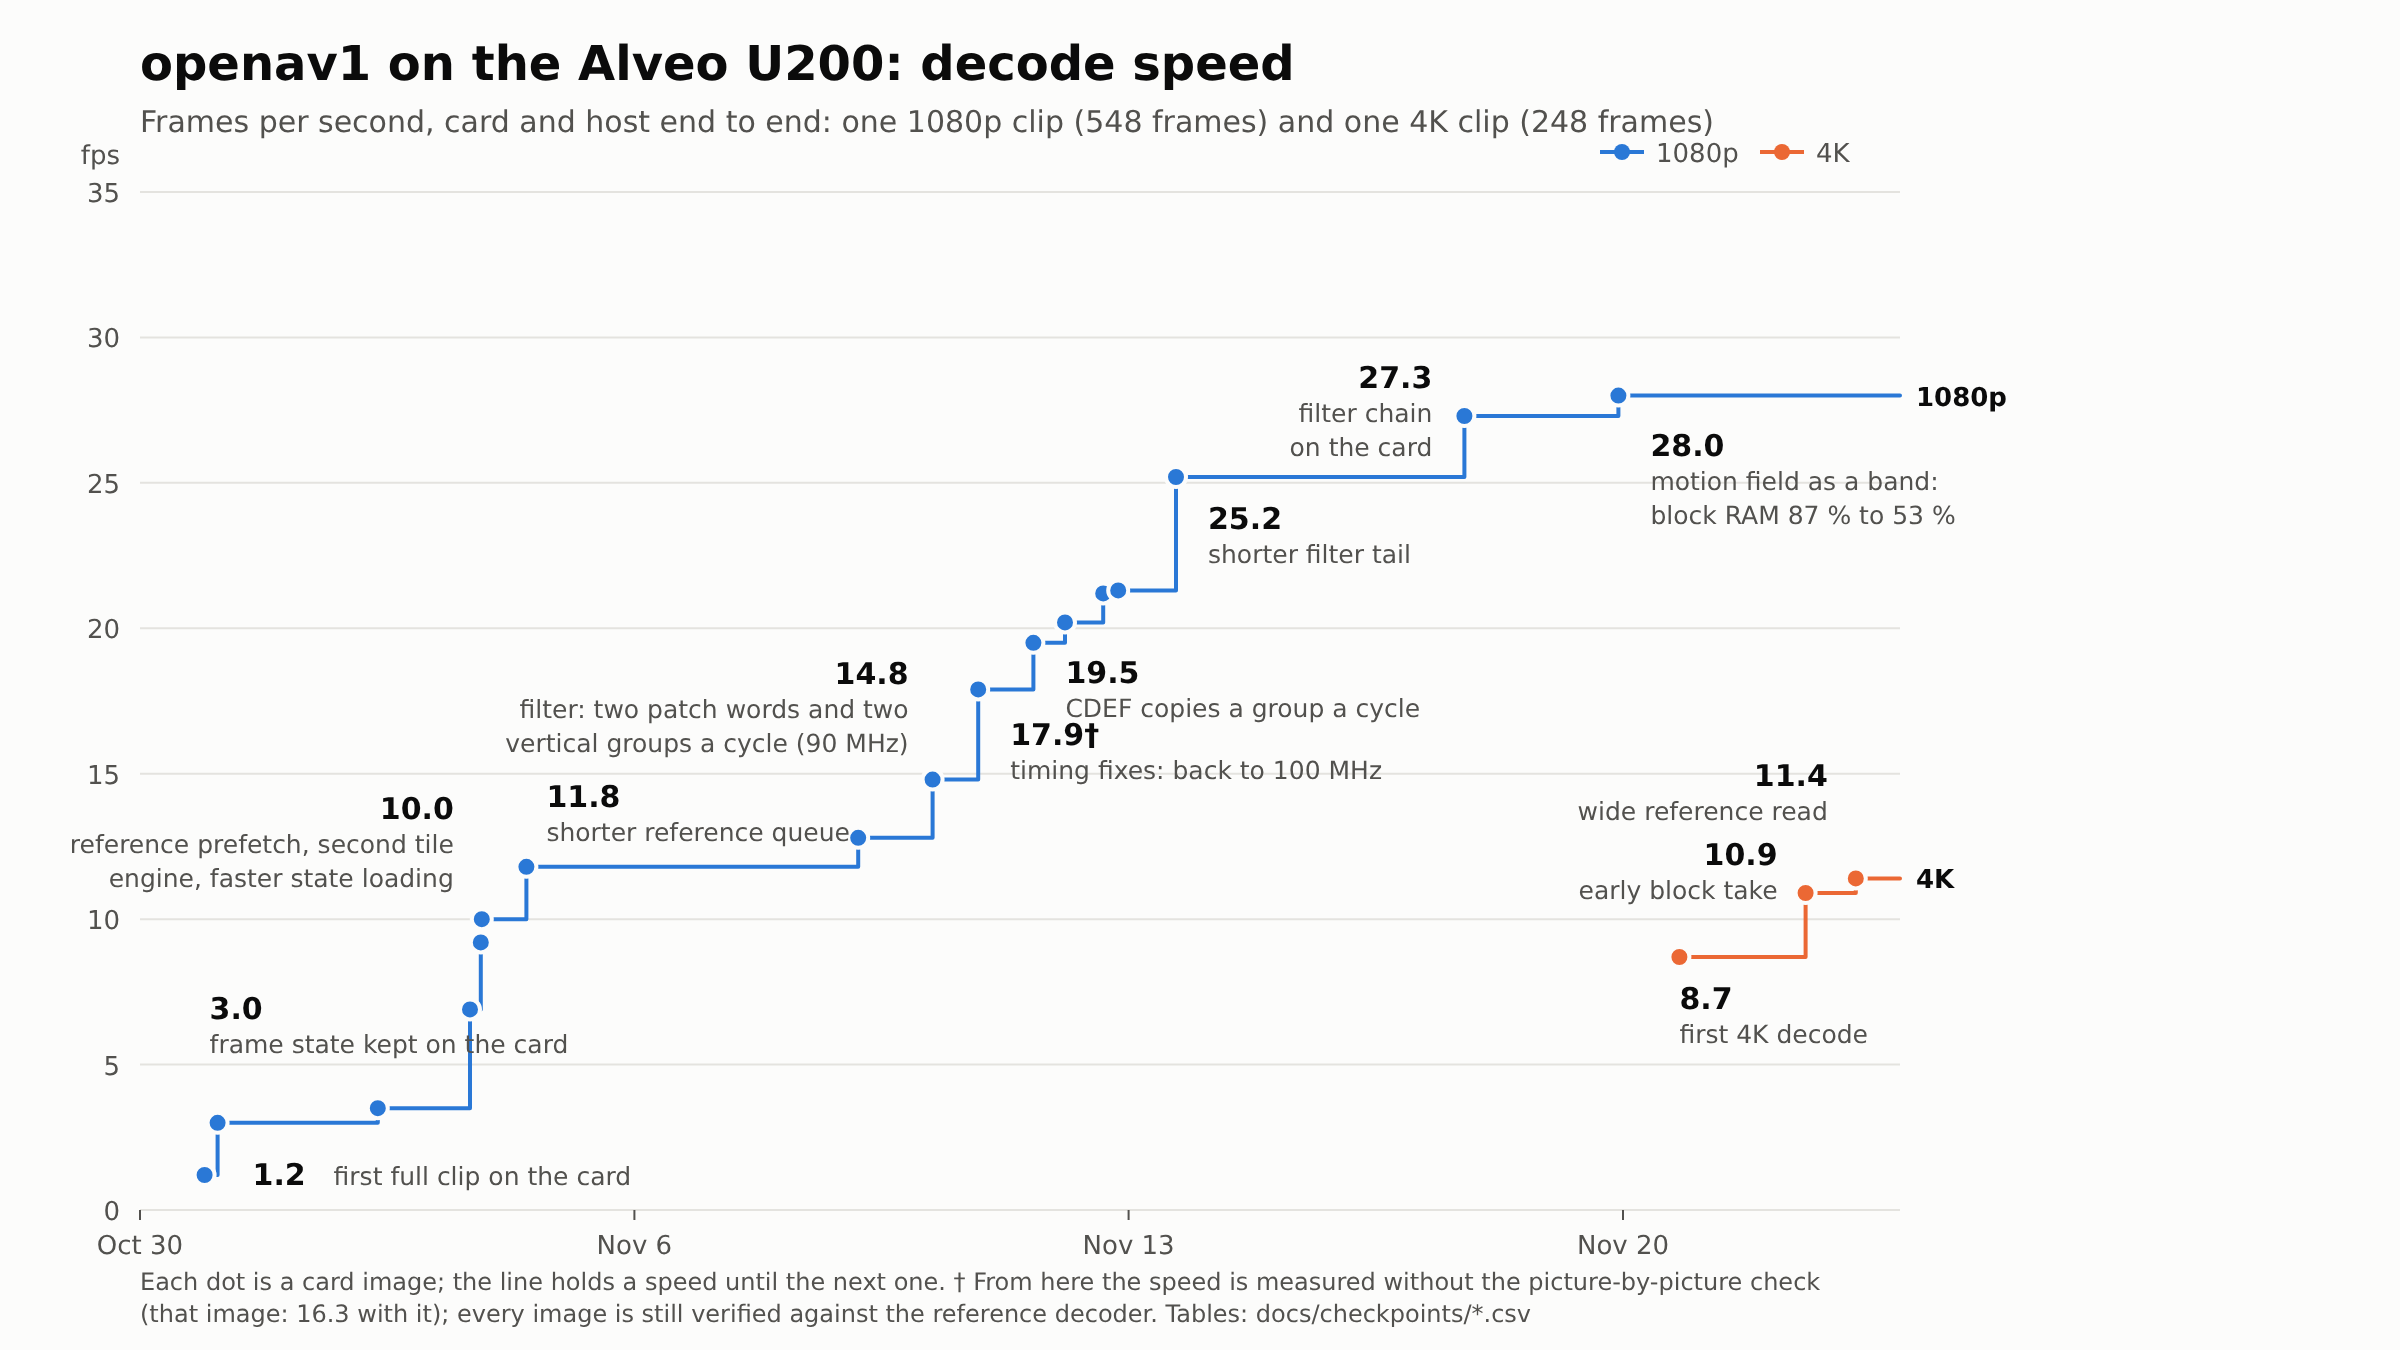 openav1 on the Alveo U200: decode speed
Frames per second, card and host end to end: one 1080p clip (548 frames) and one 4K clip (248 frames)
fps
1080p
4K
35
30
27.3
filter chain
on the card
1080p
28.0
motion field as a band:
block RAM 87 % to 53 %
25
25.2
shorter filter tail
20
14.8
filter: two patch words and two
vertical groups a cycle (90 MHz)
19.5
CDEF copies a group a cycle
17.9†
timing fixes: back to 100 MHz
15
11.4
wide reference read
10.0
reference prefetch, second tile
engine, faster state loading
11.8
shorter reference queue
10.9
early block take
4K
10
8.7
first 4K decode
3.0
frame state kept on the card
5
1.2 first full clip on the card
0
Oct 30
Nov 6
Nov 13
Nov 20
Each dot is a card image; the line holds a speed until the next one. † From here the speed is measured without the picture-by-picture check
(that image: 16.3 with it); every image is still verified against the reference decoder. Tables: docs/checkpoints/*.csv